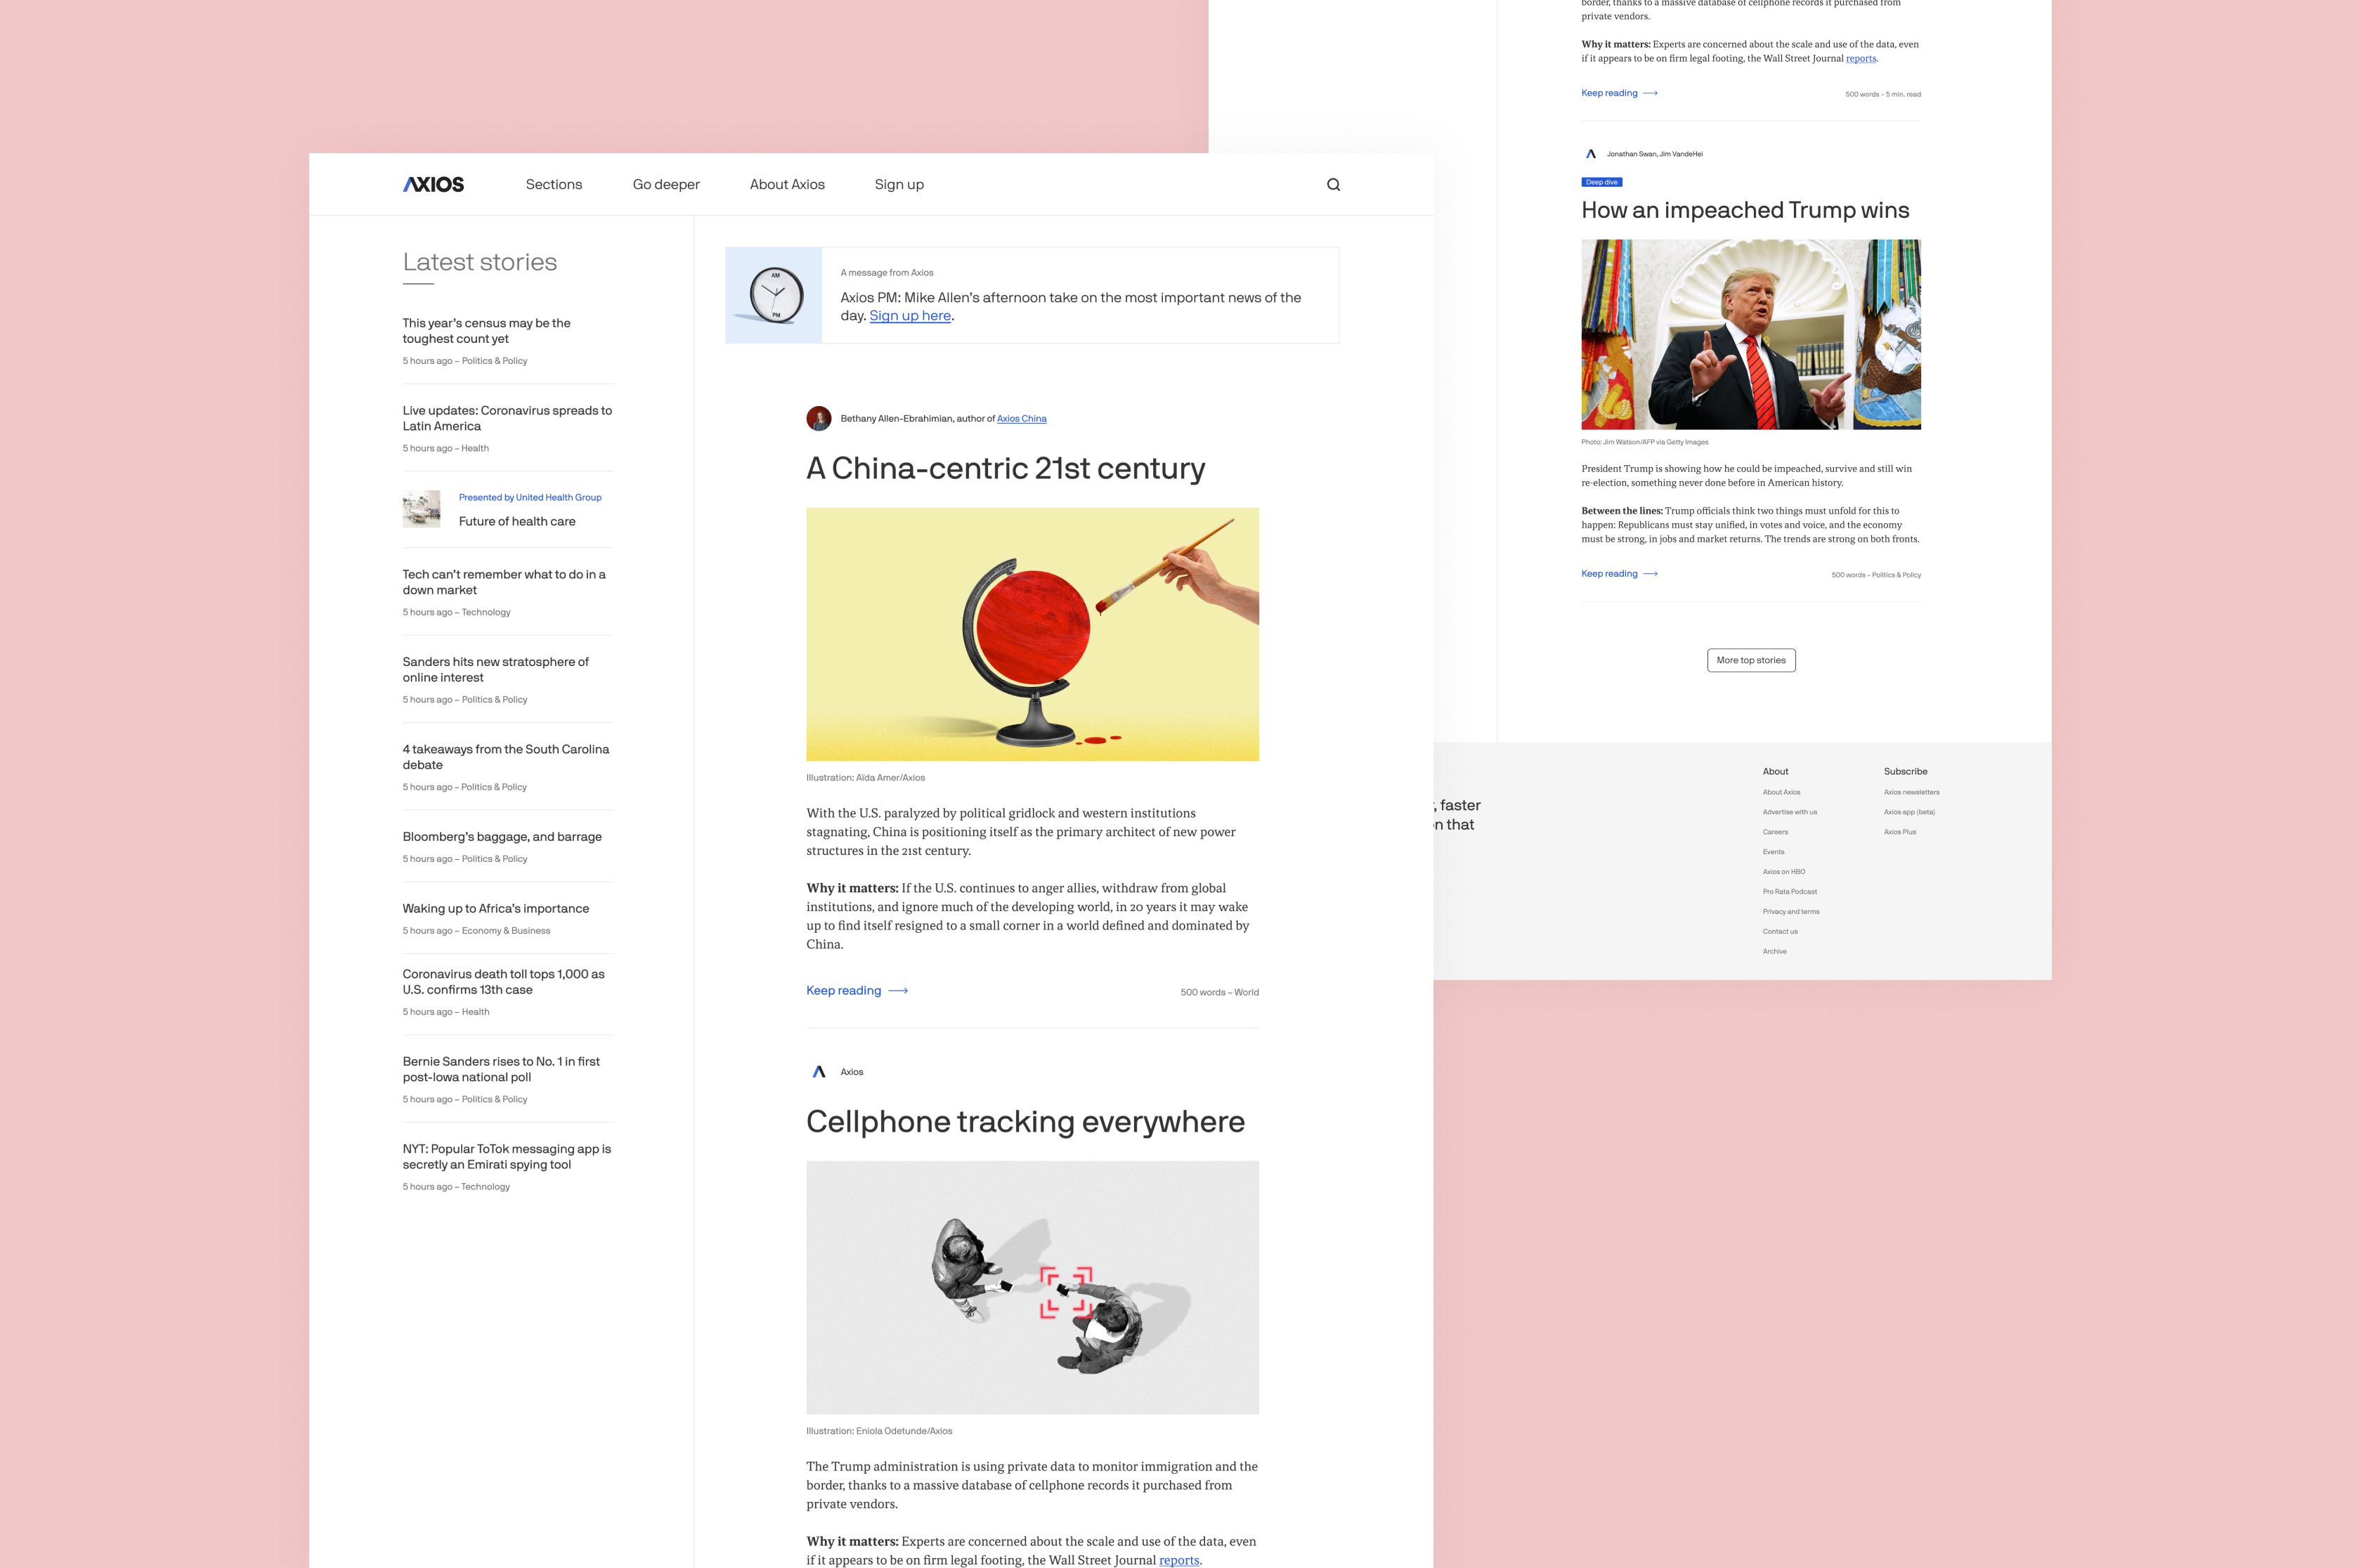 AXIOS
Sections
Go deeper
About Axios
Sign up
Latest stories
This year's census may be the
toughest count yet
5 hours ago – Politics & Policy
Live updates: Coronavirus spreads to
Latin America
5 hours ago – Health
Presented by United Health Group
Future of health care
Tech can't remember what to do in a
down market
5 hours ago – Technology
Sanders hits new stratosphere of
online interest
5 hours ago – Politics & Policy
4 takeaways from the South Carolina
debate
5 hours ago – Politics & Policy
Bloomberg's baggage, and barrage
5 hours ago – Politics & Policy
Waking up to Africa's importance
5 hours ago – Economy & Business
Coronavirus death toll tops 1,000 as
U.S. confirms 13th case
5 hours ago – Health
Bernie Sanders rises to No. 1 in first
post-Iowa national poll
5 hours ago – Politics & Policy
NYT: Popular ToTok messaging app is
secretly an Emirati spying tool
5 hours ago – Technology
AM
PM
A message from Axios
Axios PM: Mike Allen's afternoon take on the most important news of the
day. Sign up here.
Bethany Allen-Ebrahimian, author of Axios China
A China-centric 21st century
Illustration: Aïda Amer/Axios
With the U.S. paralyzed by political gridlock and western institutions
stagnating, China is positioning itself as the primary architect of new power
structures in the 21st century.
Why it matters: If the U.S. continues to anger allies, withdraw from global
institutions, and ignore much of the developing world, in 20 years it may wake
up to find itself resigned to a small corner in a world defined and dominated by
China.
Keep reading
500 words – World
Axios
Cellphone tracking everywhere
Illustration: Eniola Odetunde/Axios
The Trump administration is using private data to monitor immigration and the
border, thanks to a massive database of cellphone records it purchased from
private vendors.
Why it matters: Experts are concerned about the scale and use of the data, even
if it appears to be on firm legal footing, the Wall Street Journal reports.
border, thanks to a massive database of cellphone records it purchased from
private vendors.
Why it matters: Experts are concerned about the scale and use of the data, even
if it appears to be on firm legal footing, the Wall Street Journal reports.
Keep reading
500 words – 5 min. read
Jonathan Swan, Jim VandeHei
Deep dive
How an impeached Trump wins
Photo: Jim Watson/AFP via Getty Images
President Trump is showing how he could be impeached, survive and still win
re-election, something never done before in American history.
Between the lines: Trump officials think two things must unfold for this to
happen: Republicans must stay unified, in votes and voice, and the economy
must be strong, in jobs and market returns. The trends are strong on both fronts.
Keep reading
500 words – Politics & Policy
More top stories
, faster
n that
About
About Axios
Advertise with us
Careers
Events
Axios on HBO
Pro Rata Podcast
Privacy and terms
Contact us
Archive
Subscribe
Axios newsletters
Axios app (beta)
Axios Plus